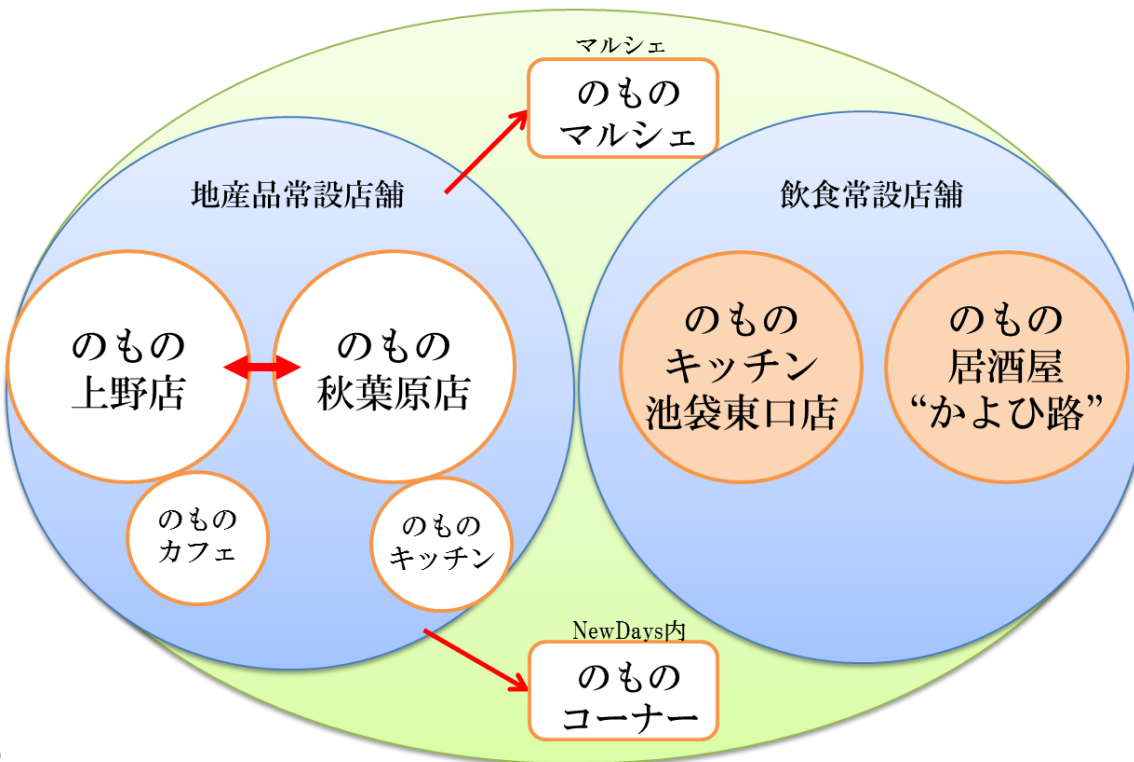 マルシェ
のもの
マルシェ
地産品常設店舗
飲食常設店舗
のもの
上野店
のもの
秋葉原店
のもの
キッチン
池袋東口店
のもの
居酒屋
“かよひ路”
のもの
カフェ
のもの
キッチン
NewDays内
のもの
コーナー